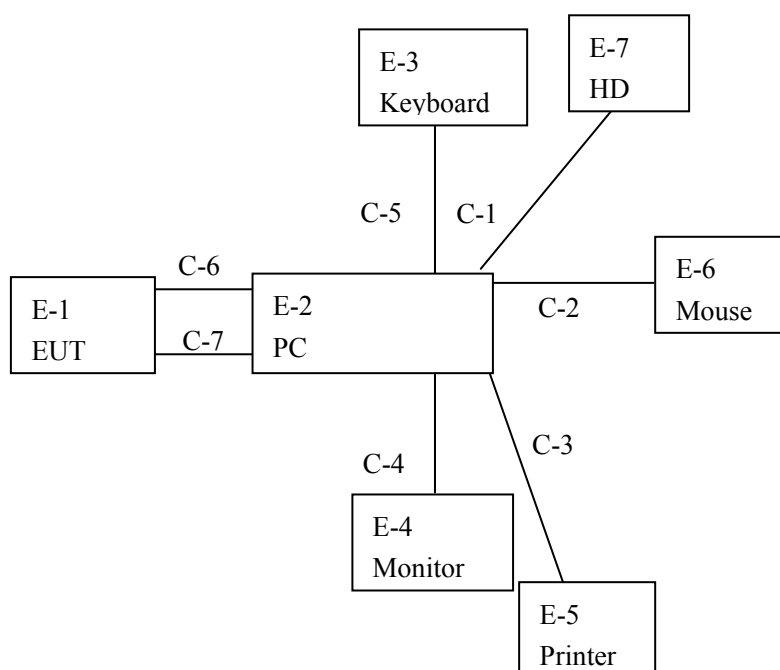 E-3
Keyboard
E-7
HD
C-5
C-1
C-6
E-1
EUT
C-7
E-2
PC
C-2
E-6
Mouse
C-4
C-3
E-4
Monitor
E-5
Printer